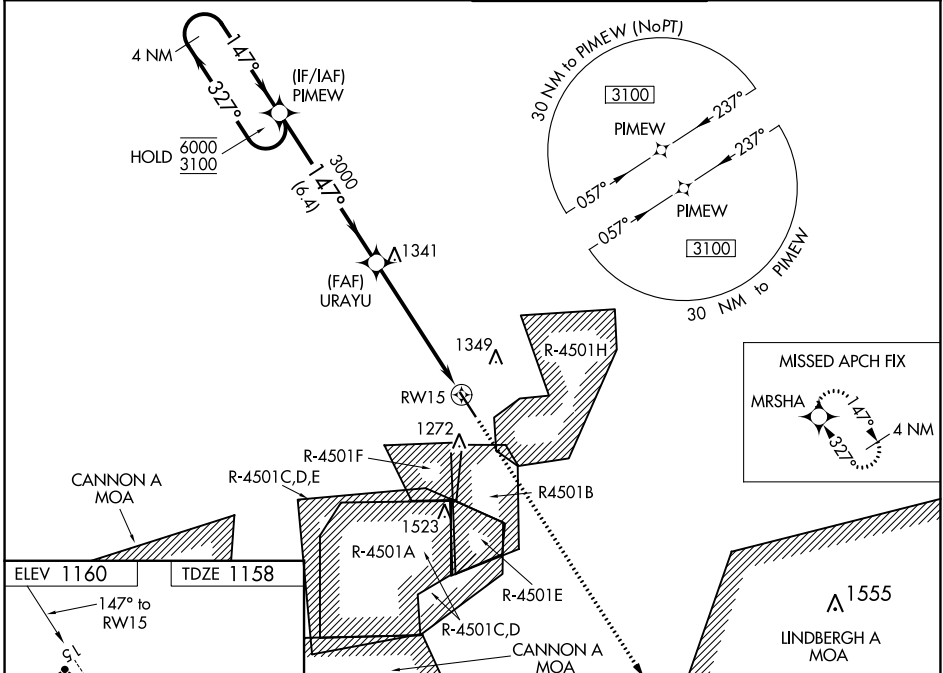 4 NM
147°
327°
(IF/IAF)
PIMEW
HOLD
6000
3100
3000
147°
(6.4)
(FAF)
URAYU
1341
30 NM to PIMEW (NoPT)
3100
PIMEW
237°
057°
237°
057°
PIMEW
3100
30 NM to PIMEW
1349
R-4501H
RW15
1272
MISSED APCH FIX
MRSHA
147°
4 NM
327°
R-4501F
R-4501C,D,E
CANNON A
MOA
R4501B
1523
R-4501A
R-4501E
R-4501C,D
CANNON A
MOA
1555
LINDBERGH A
MOA
ELEV 1160
TDZE 1158
147° to
RW15
15